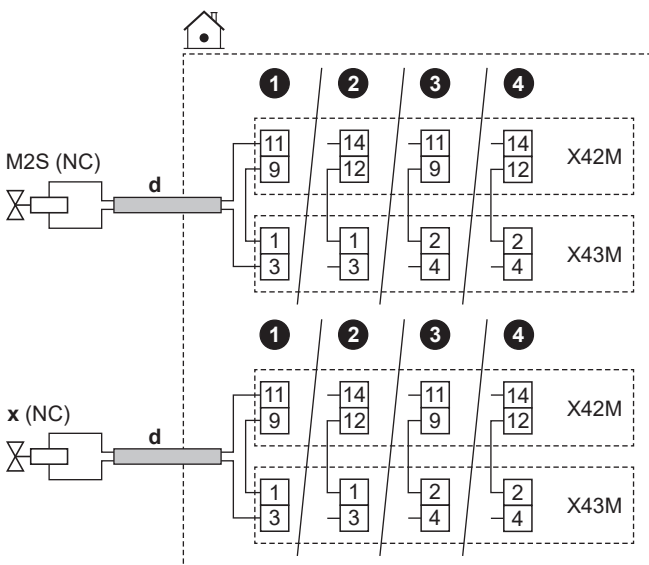 1 2 3 4
11 14 11 14
M2S (NC)
9 12 9 12
X42M
d
1 1 2 2
X43M
3 3 4 4
1 2 3 4
11 14 11 14
x (NC)
9 12 9 12
X42M
d
1 1 2 2
X43M
3 3 4 4